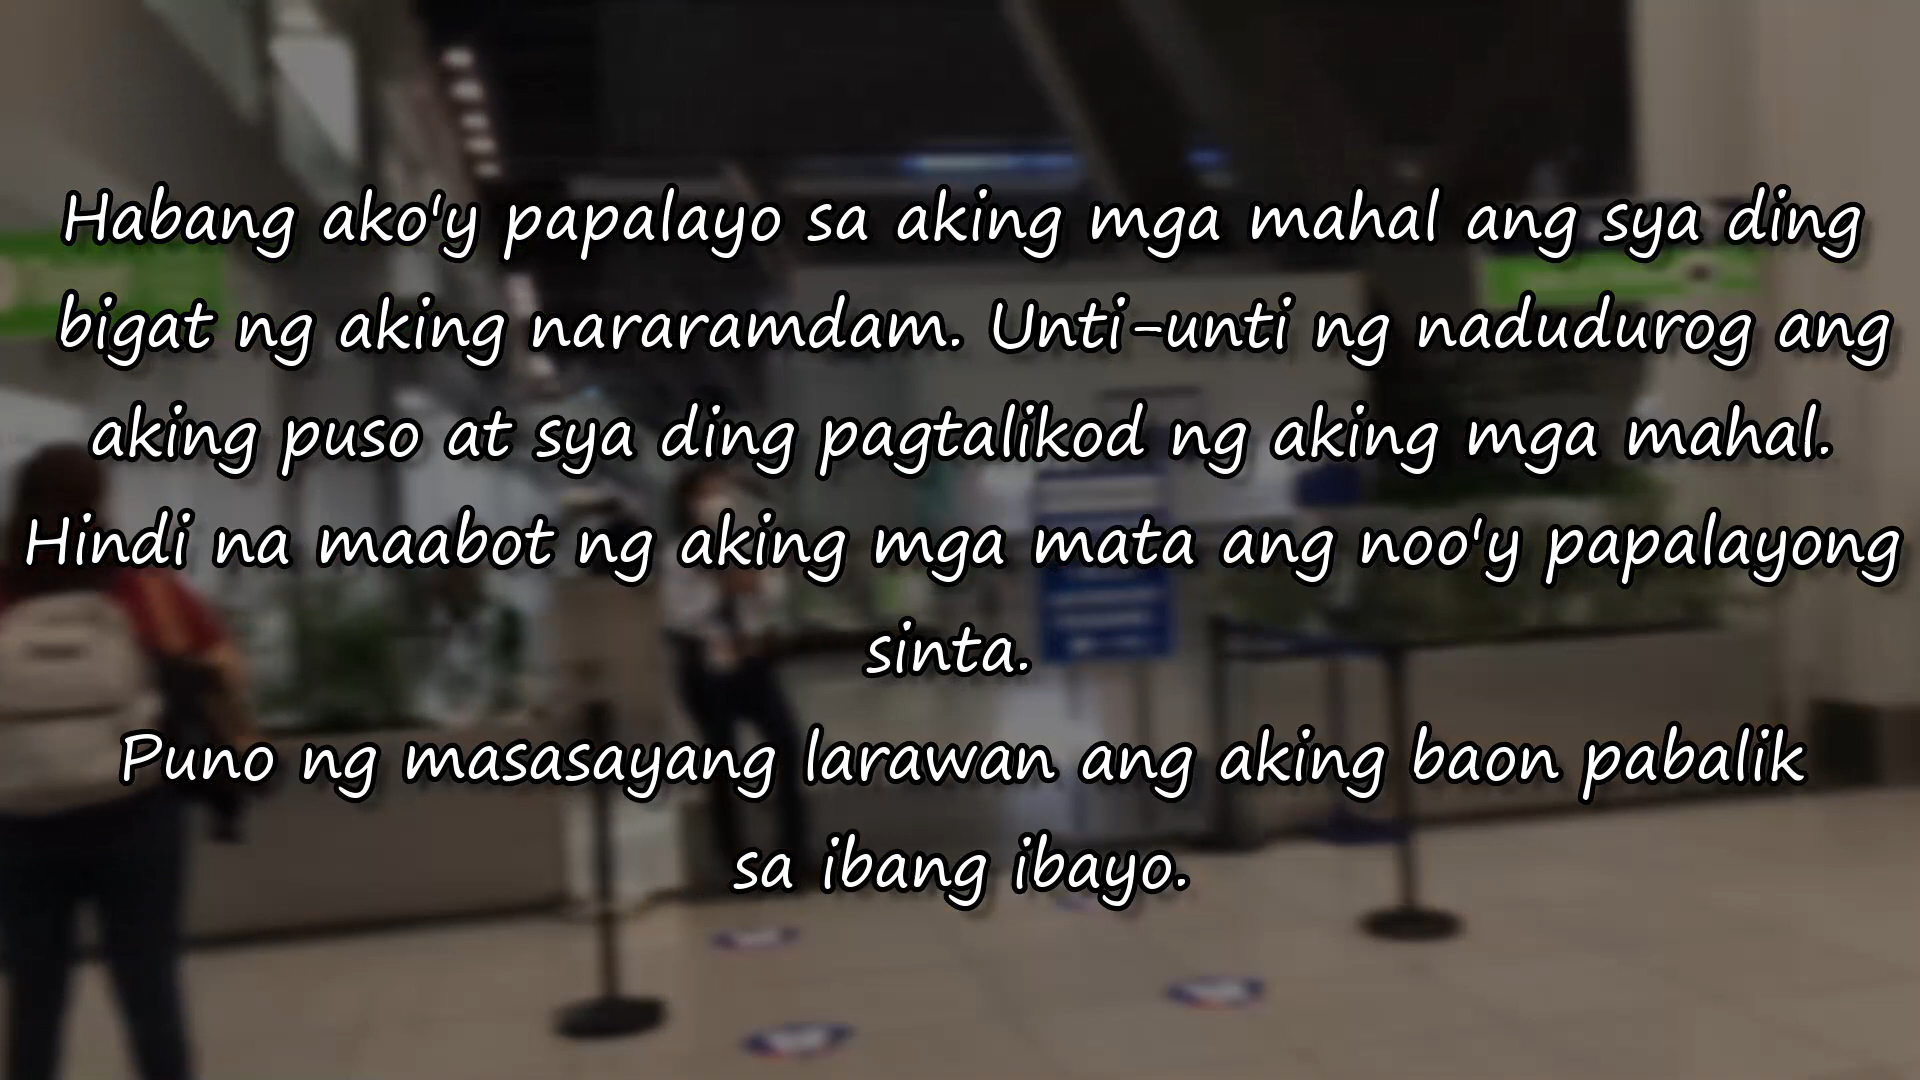 Habang ako'y papalayo sa aking mga mahal ang sya ding
bigat ng aking nararamdam. Unti-unti ng nadudurog ang
aking puso at sya ding pagtalikod ng aking mga mahal.
Hindi na maabot ng aking mga mata ang noo'y papalayong
sinta.
Puno ng masasayang larawan ang aking baon pabalik
sa ibang ibayo.